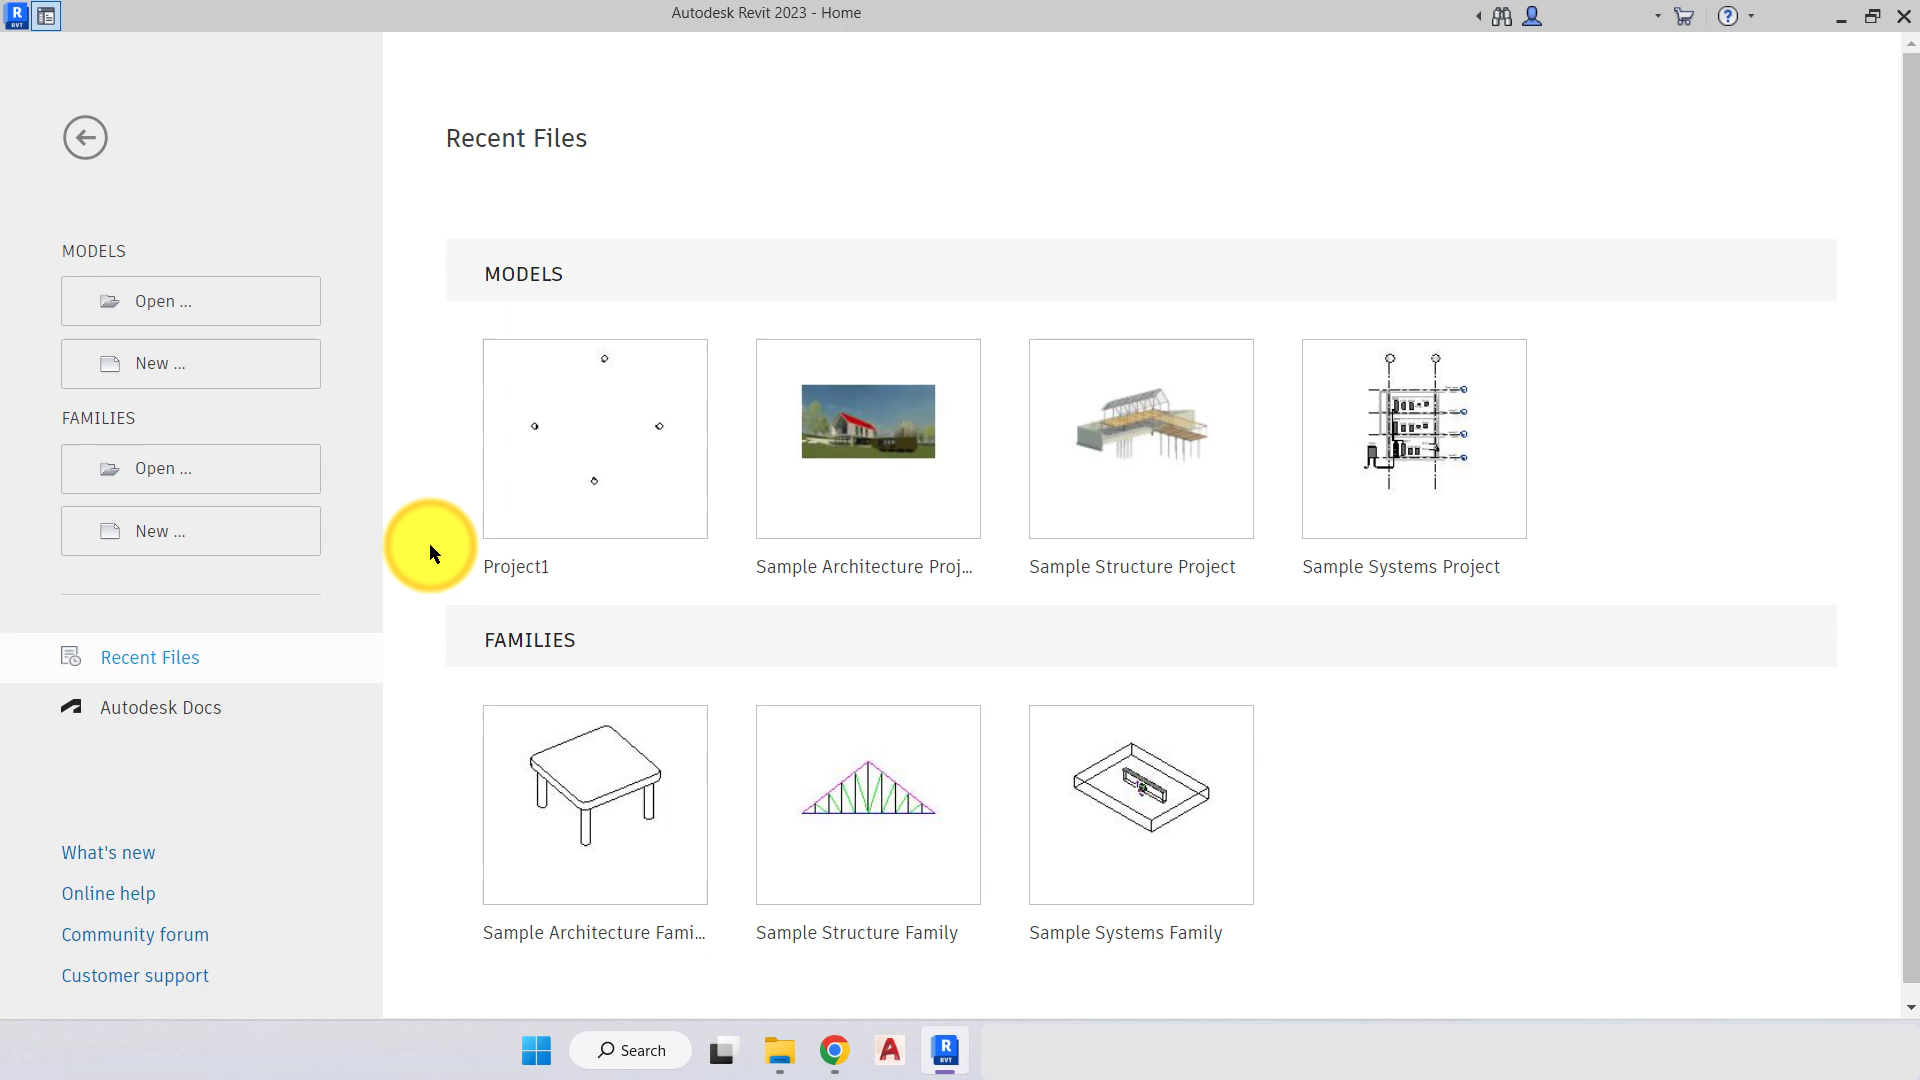 Autodesk Revit 2023 - Home
Recent Files
MODELS
Open ...
New ...
FAMILIES
Open ...
New ...
Recent Files
Autodesk Docs
What's new
Online help
Community forum
Customer support
MODELS
Project1
Sample Architecture Proj...
Sample Structure Project
Sample Systems Project
FAMILIES
Sample Architecture Fami...
Sample Structure Family
Sample Systems Family
Search
R
RVT
R
RVT